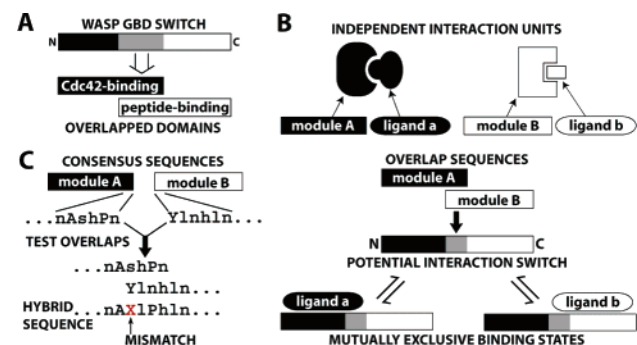 A
WASP GBD SWITCH
N C
Cdc42-binding
peptide-binding
OVERLAPPED DOMAINS
B
INDEPENDENT INTERACTION UNITS
module A ligand a module B ligand b
OVERLAP SEQUENCES
module A
module B
N C
POTENTIAL INTERACTION SWITCH
ligand a ligand b
MUTUALLY EXCLUSIVE BINDING STATES
C
CONSENSUS SEQUENCES
module A module B
...nAshPn Ylnhln...
TEST OVERLAPS
...nAshPn
Ylnhln...
HYBRID SEQUENCE ...nAXlPhln...
MISMATCH